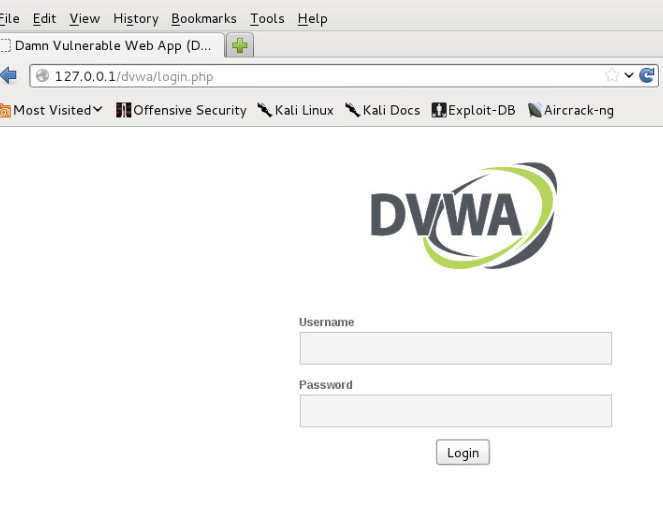 File Edit View History Bookmarks Tools Help
Damn Vulnerable Web App (D...
127.0.0.1/dvwa/login.php
Most Visited Offensive Security Kali Linux Kali Docs Exploit-DB Aircrack-ng
DVWA
Username
Password
Login